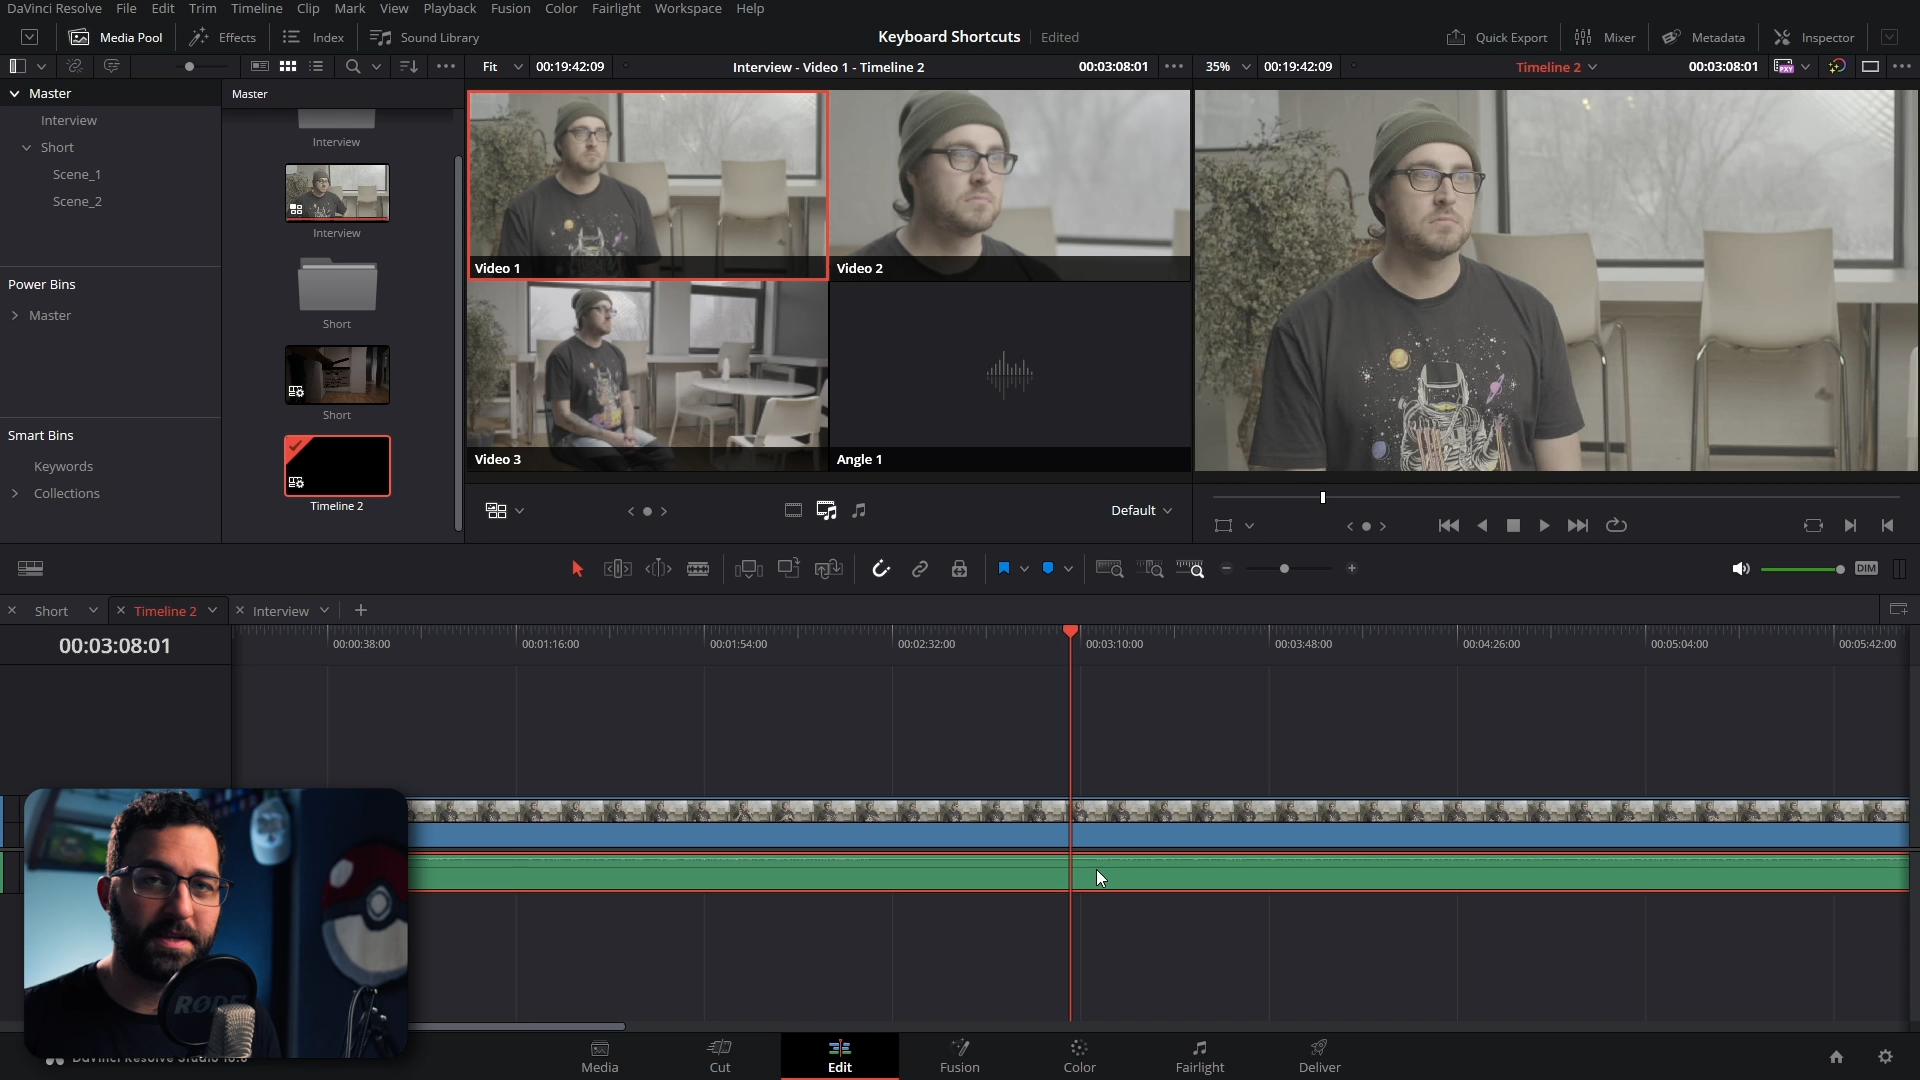 DaVinci Resolve File Edit Trim Timeline Clip Mark View Playback Fusion Color Fairlight Workspace Help
Media Pool Effects Index Sound Library Keyboard Shortcuts Edited Quick Export Mixer Metadata Inspector
Fit 00:19:42:09 Interview - Video 1 - Timeline 2 00:03:08:01 35% 00:19:42:09 Timeline 2 00:03:08:01
Master
Interview
Short
Scene_1
Scene_2
Power Bins
Master
Smart Bins
Keywords
Collections
Master
Interview
Interview
Short
Short
Timeline 2
Video 1 Video 2
Video 3 Angle 1
Default
DIM
Short Timeline 2 Interview
00:03:08:01 00:00:38:00 00:01:16:00 00:01:54:00 00:02:32:00 00:03:10:00 00:03:48:00 00:04:26:00 00:05:04:00 00:05:42:00
RØDE
DaVinci Resolve Studio
Media Cut Edit Fusion Color Fairlight Deliver